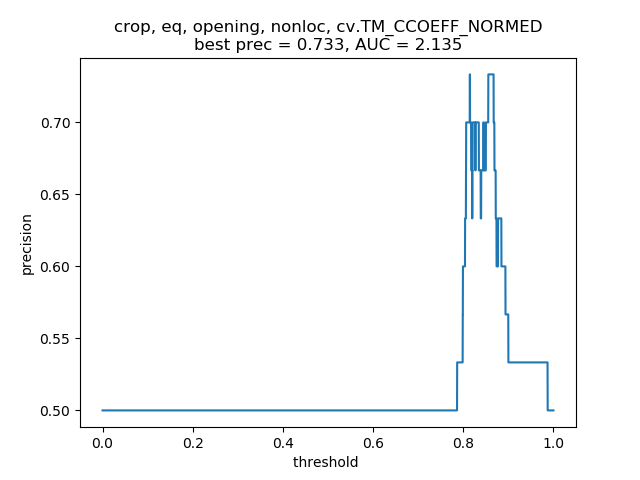 crop, eq, opening, nonloc, cv.TM_CCOEFF_NORMED
best prec = 0.733, AUC = 2.135
0.70
0.65
0.60
0.55
0.50
precision
0.0 0.2 0.4 0.6 0.8 1.0
threshold